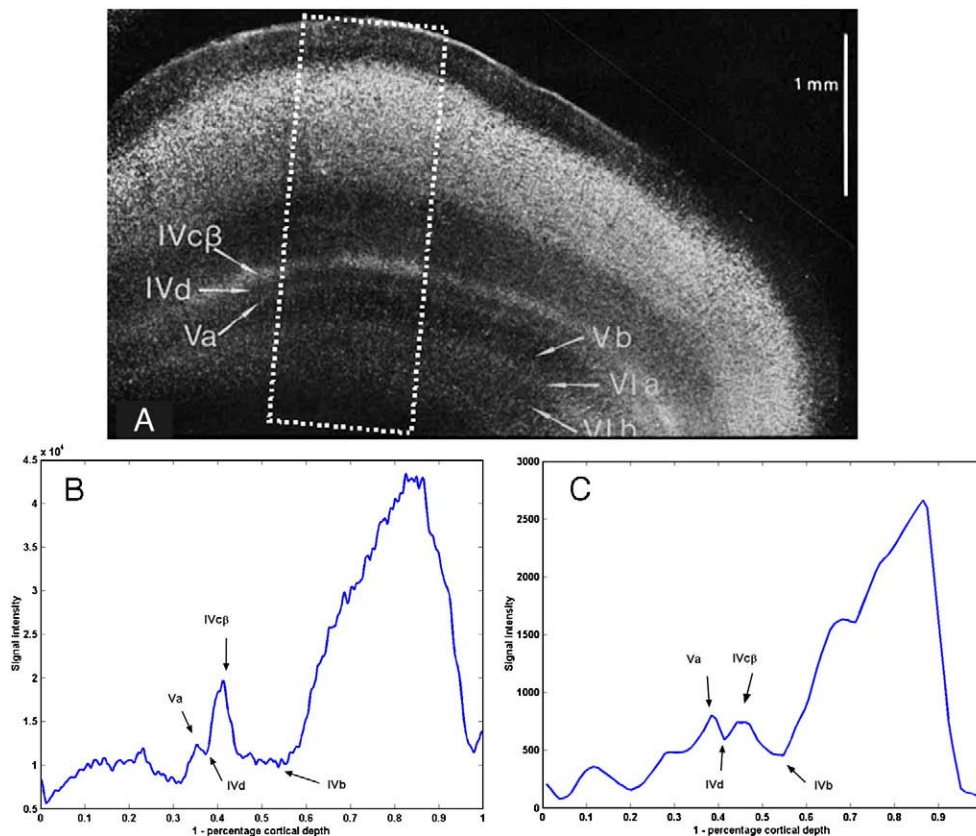 1 mm
IVcβ
IVd
Va
Vb
VIa
VIb
A
x 10⁴
B
4.5
4
3.5
3
2.5
2
1.5
1
0.5
Signal intensity
Va
IVcβ
IVd
IVb
0 0.1 0.2 0.3 0.4 0.5 0.6 0.7 0.8 0.9 1
1 - percentage cortical depth
C
3000
2500
2000
1500
1000
500
0
Signal intensity
Va
IVcβ
IVd
IVb
0 0.1 0.2 0.3 0.4 0.5 0.6 0.7 0.8 0.9
1 - percentage cortical depth